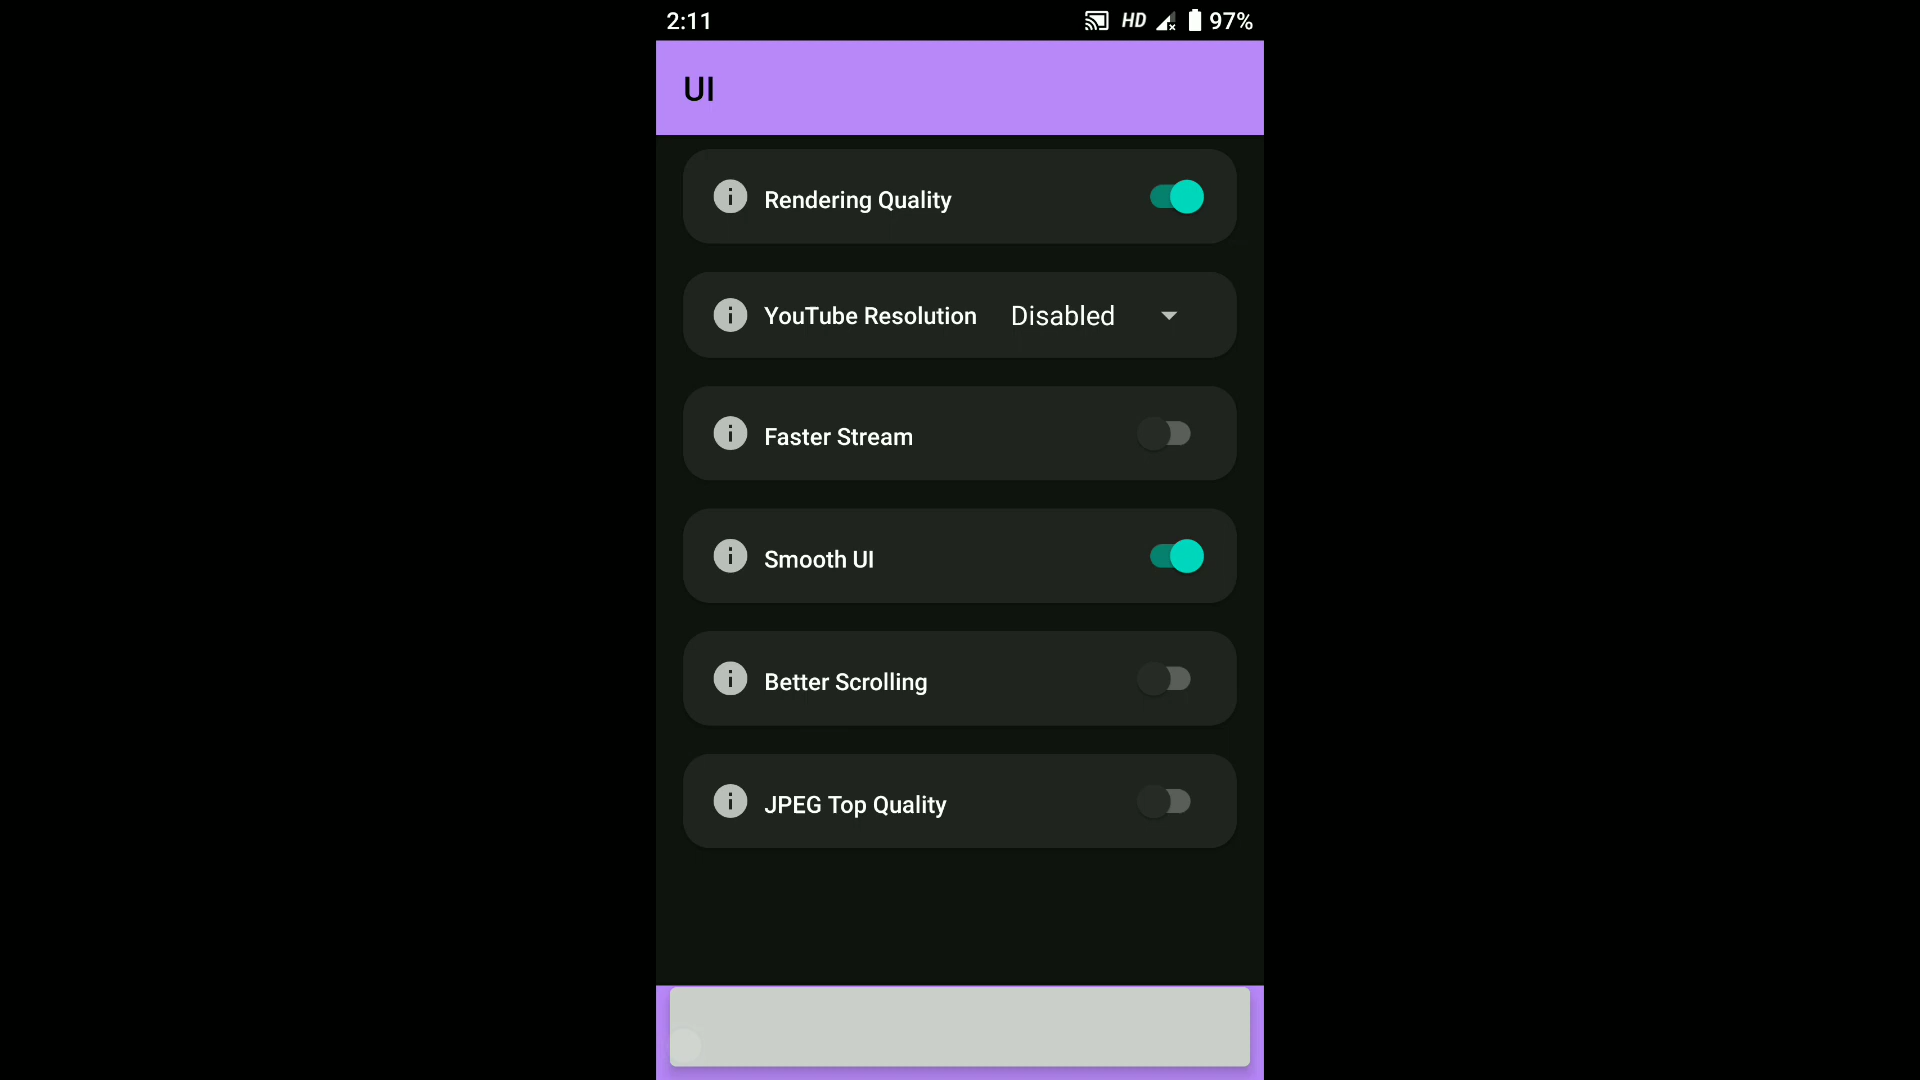 2:11
HD
97%
UI
Rendering Quality
YouTube Resolution
Disabled
Faster Stream
Smooth UI
Better Scrolling
JPEG Top Quality